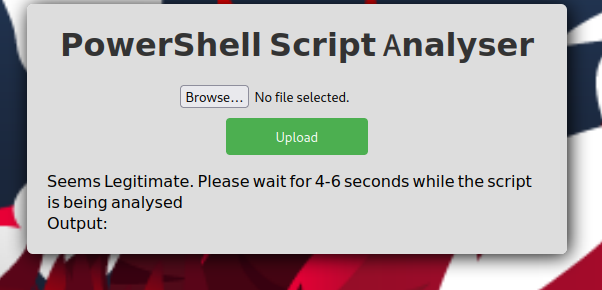 PowerShell Script Analyser
Browse... No file selected.
Upload
Seems Legitimate. Please wait for 4-6 seconds while the script
is being analysed
Output: